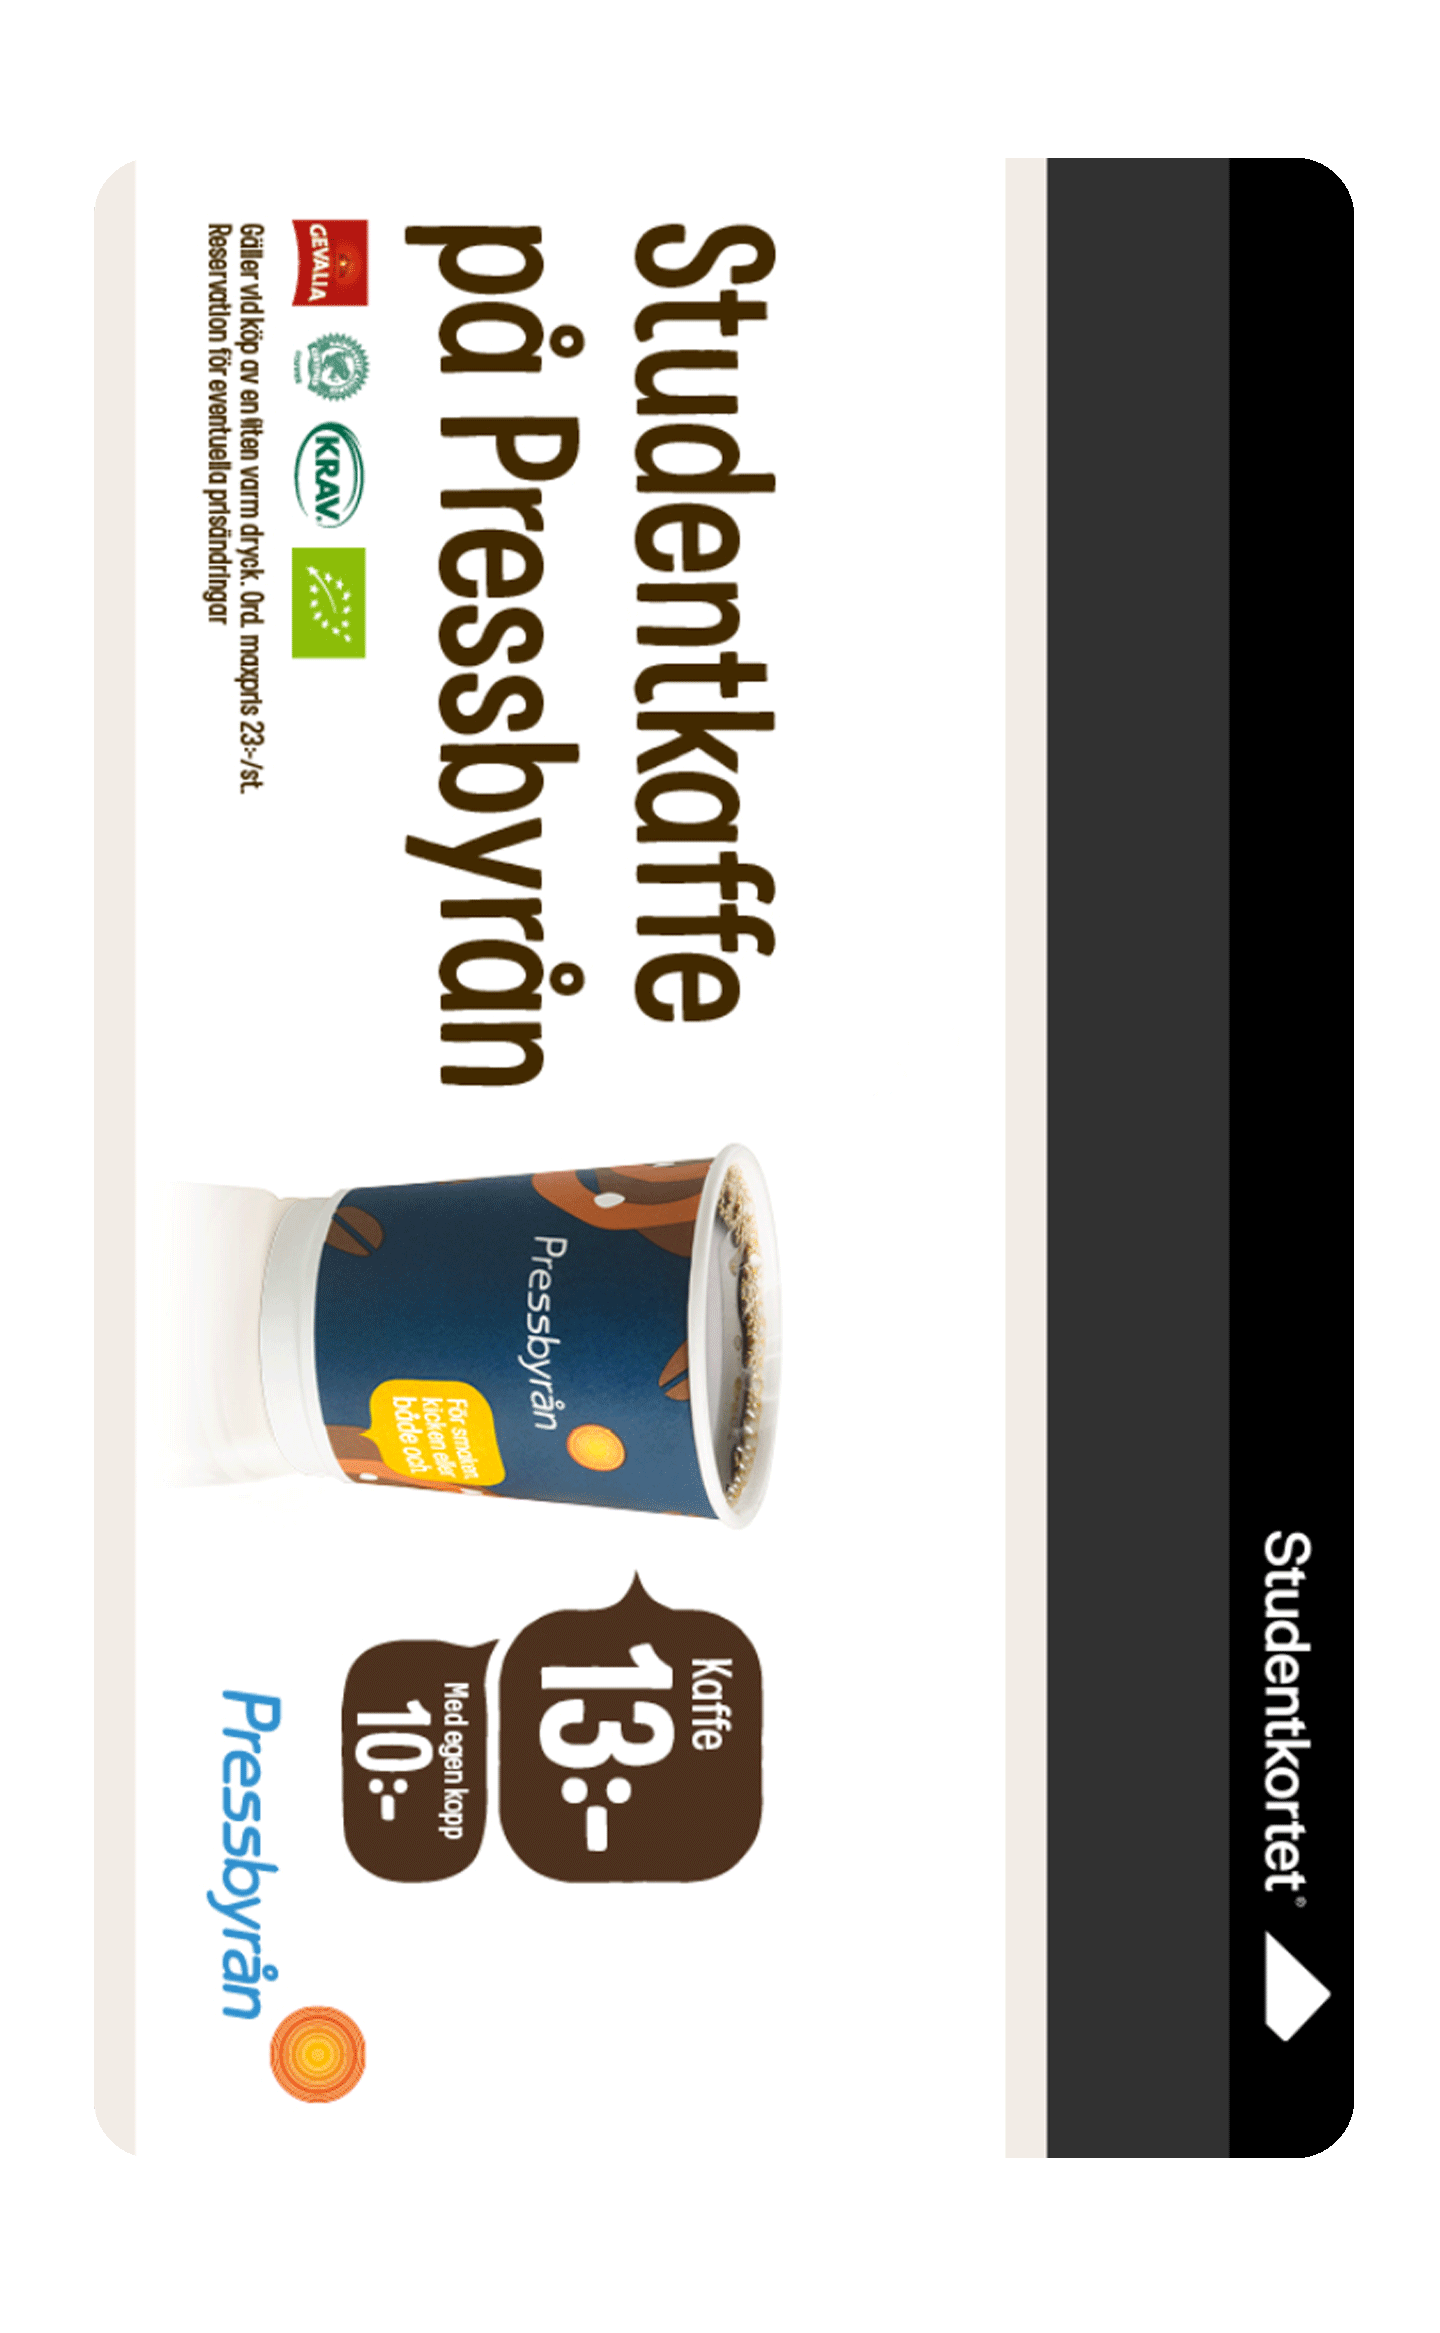 Studentkortet®
Studentkaffe
på Pressbyrån
GEVALIA
KRAV
Gäller vid köp av en liten varm dryck. Ord. maxpris 23:-/st.
Reservation för eventuella prisändringar
Pressbyrån
För smaken,
kicken eller
både och.
Kaffe
13:-
Med egen kopp
10:-
Pressbyrån